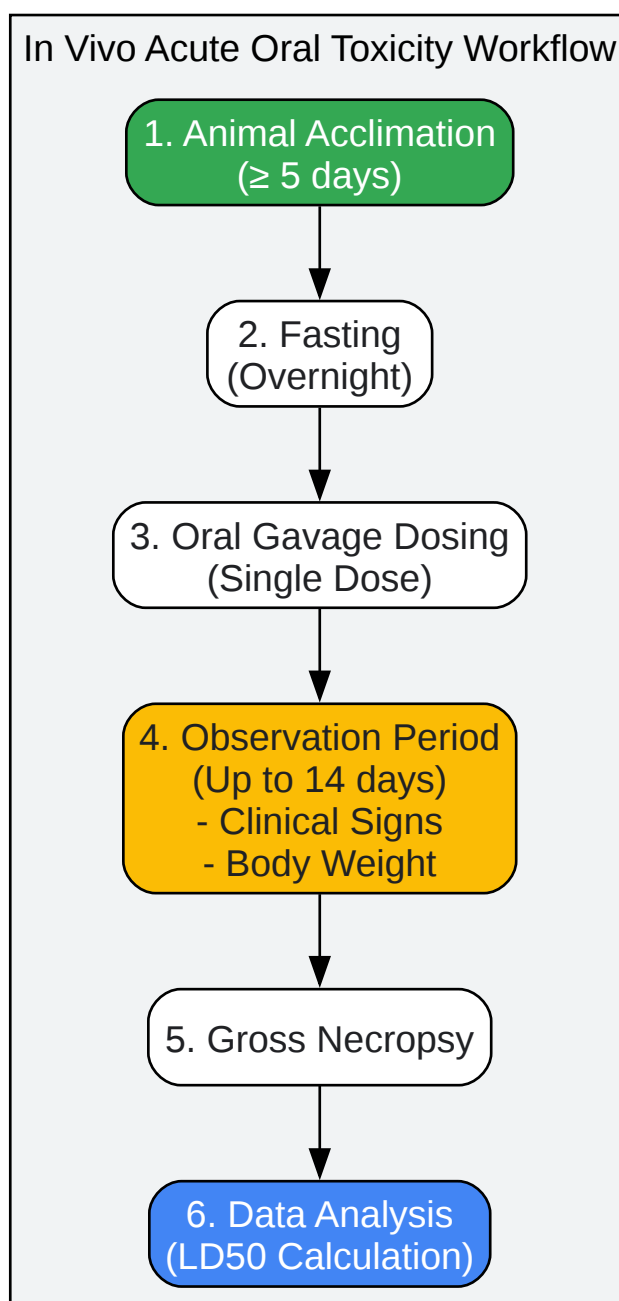 In Vivo Acute Oral Toxicity Workflow
1. Animal Acclimation
(≥ 5 days)
2. Fasting
(Overnight)
3. Oral Gavage Dosing
(Single Dose)
4. Observation Period
(Up to 14 days)
- Clinical Signs
- Body Weight
5. Gross Necropsy
6. Data Analysis
(LD50 Calculation)